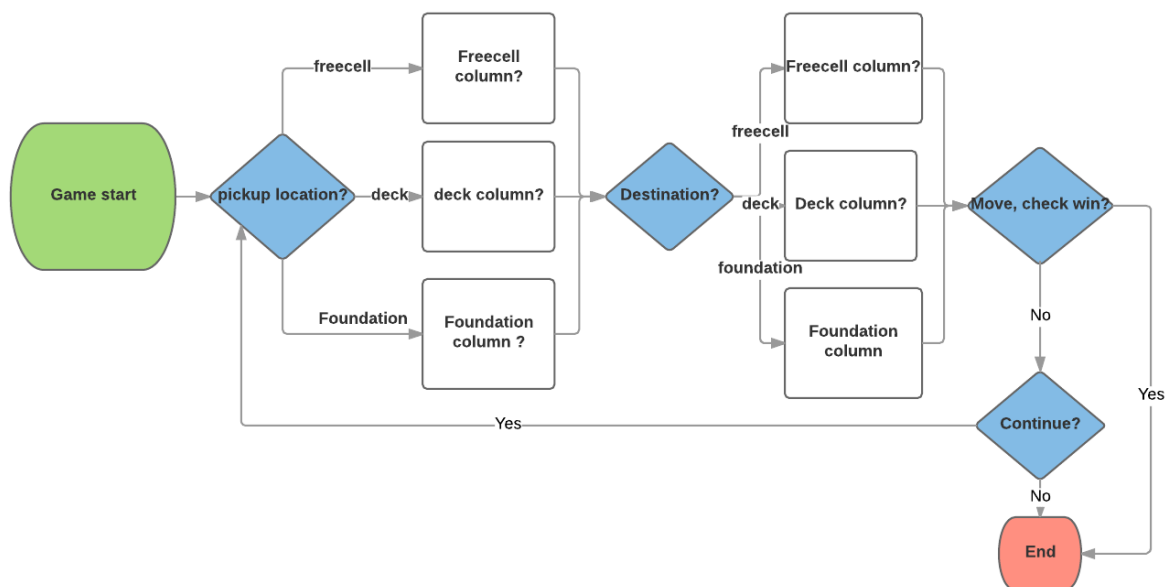 Game start
pickup location?
freecell
deck
Foundation
Freecell
column?
deck column?
Foundation
column ?
Destination?
freecell
deck
foundation
Freecell column?
Deck column?
Foundation
column
Move, check win?
No
Yes
Continue?
Yes
No
End